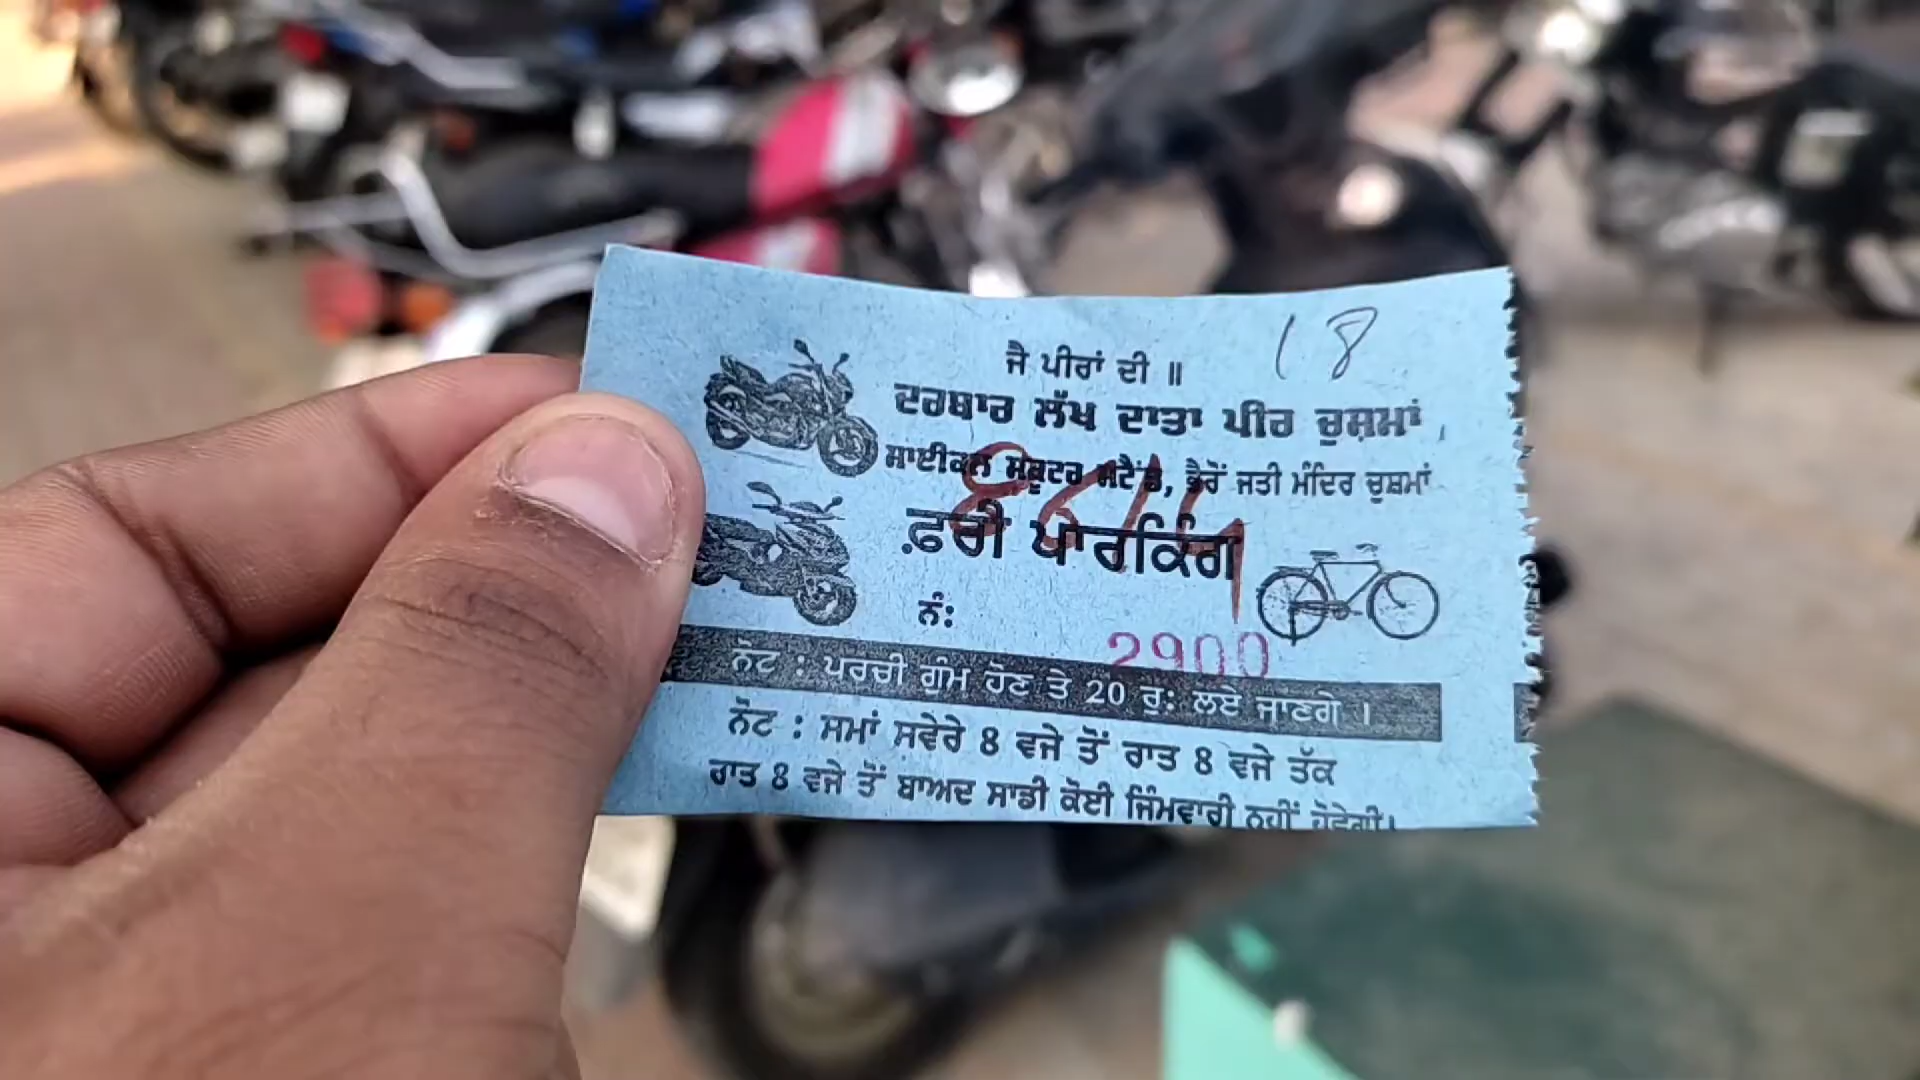 18
ਜੈ ਪੀਰਾਂ ਦੀ ॥
ਦਰਬਾਰ ਲੱਖ ਦਾਤਾ ਪੀਰ ਚੁਸ਼ਮਾਂ
ਸਾਈਕਲ ਸਕੂਟਰ ਸਟੈਂਡ, ਭੈਰੋਂ ਜਤੀ ਮੰਦਿਰ ਚੁਸ਼ਮਾਂ
ਫ਼ਰੀ ਪਾਰਕਿੰਗ
ਨੰ:
2900
ਨੋਟ : ਪਰਚੀ ਗੁੰਮ ਹੋਣ ਤੇ 20 ਰੁ: ਲਏ ਜਾਂਣਗੇ ।
ਨੋਟ : ਸਮਾਂ ਸਵੇਰੇ 8 ਵਜੇ ਤੋਂ ਰਾਤ 8 ਵਜੇ ਤੱਕ
ਰਾਤ 8 ਵਜੇ ਤੋਂ ਬਾਅਦ ਸਾਡੀ ਕੋਈ ਜਿੰਮਵਾਰੀ ਨਹੀਂ ਹੋਵੇਗੀ।